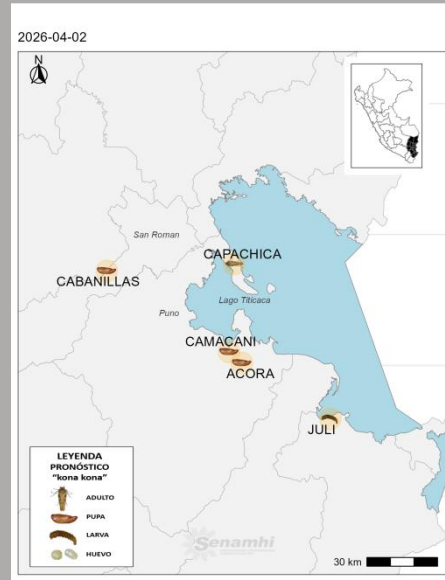 2026-04-02
N
San Roman
CAPACHICA
CABANILLAS
Lago Titicaca
Puno
CAMACANI
ACORA
JULI
LEYENDA
PRONÓSTICO
"kona kona"
ADULTO
PUPA
LARVA
HUEVO
Senamhi
30 km